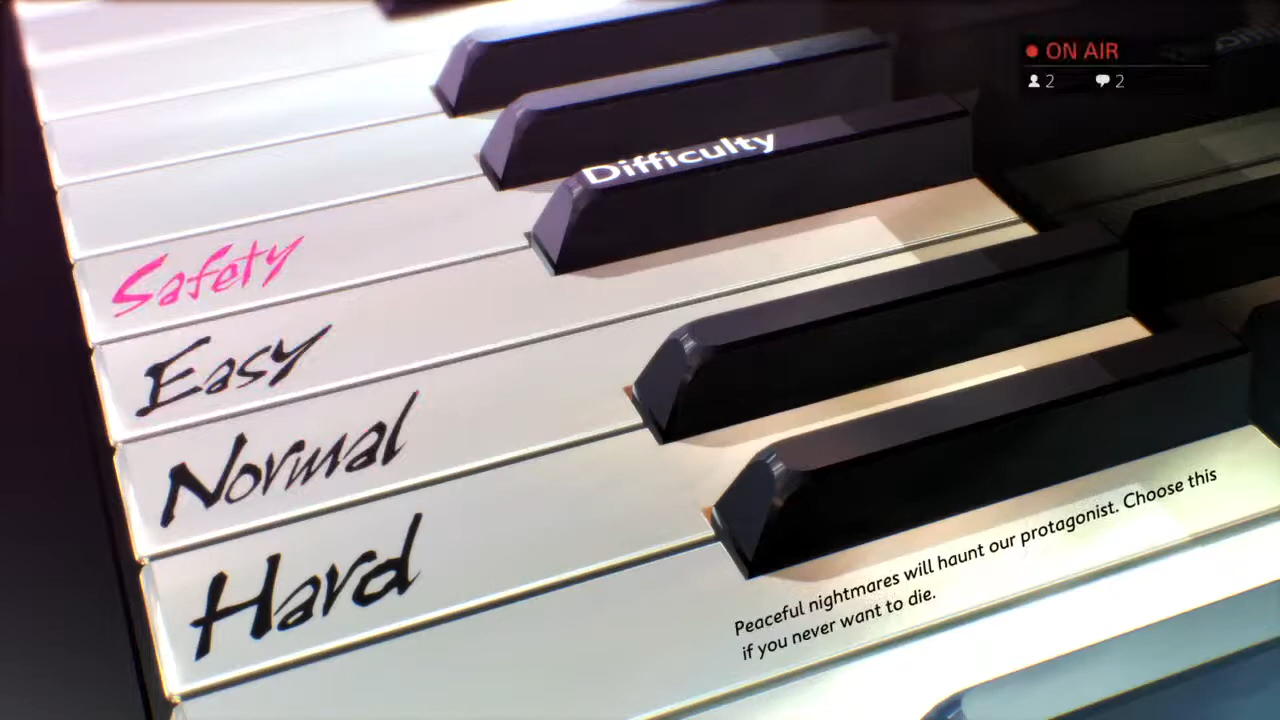 ON AIR
2 2
Difficulty
Safety
Easy
Normal
Hard
Peaceful nightmares will haunt our protagonist. Choose this
if you never want to die.